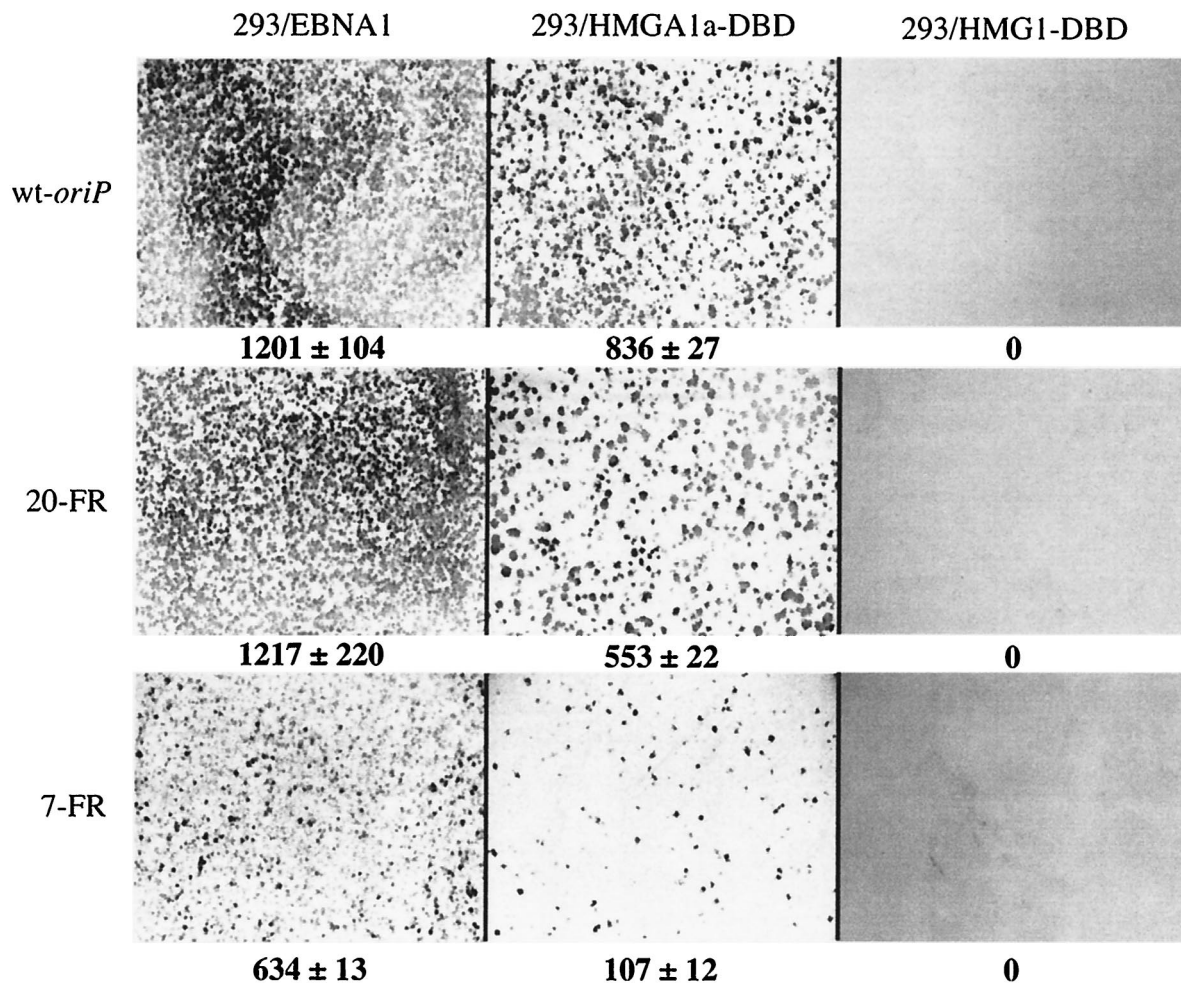 293/EBNA1 293/HMGA1a-DBD 293/HMG1-DBD
wt-oriP
1201 ± 104 836 ± 27 0
20-FR
1217 ± 220 553 ± 22 0
7-FR
634 ± 13 107 ± 12 0